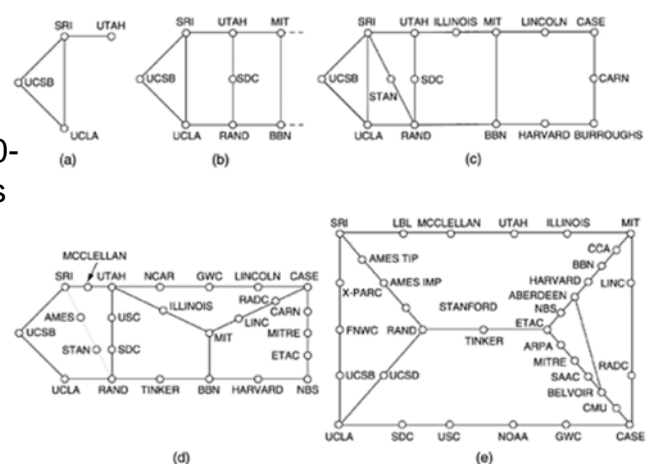 SRI UTAH
UCSB
UCLA
(a)
SRI UTAH MIT
UCSB SDC
UCLA RAND BBN
(b)
SRI UTAH ILLINOIS MIT LINCOLN CASE
UCSB STAN SDC CARN
UCLA RAND BBN HARVARD BURROUGHS
(c)
0-
s
MCCLELLAN
SRI UTAH NCAR GWC LINCOLN CASE
RADC
ILLINOIS CARN
AMES USC LINC
UCSB MIT MITRE
STAN SDC ETAC
UCLA RAND TINKER BBN HARVARD NBS
(d)
SRI LBL MCCLELLAN UTAH ILLINOIS MIT
CCA
AMES TIP BBN
AMES IMP HARVARD LINC
X-PARC ABERDEEN
STANFORD NBS
FNWC RAND ETAC
TINKER
ARPA
MITRE RADC
UCSB UCSD SAAC
BELVOIR
CMU
UCLA SDC USC NOAA GWC CASE
(e)